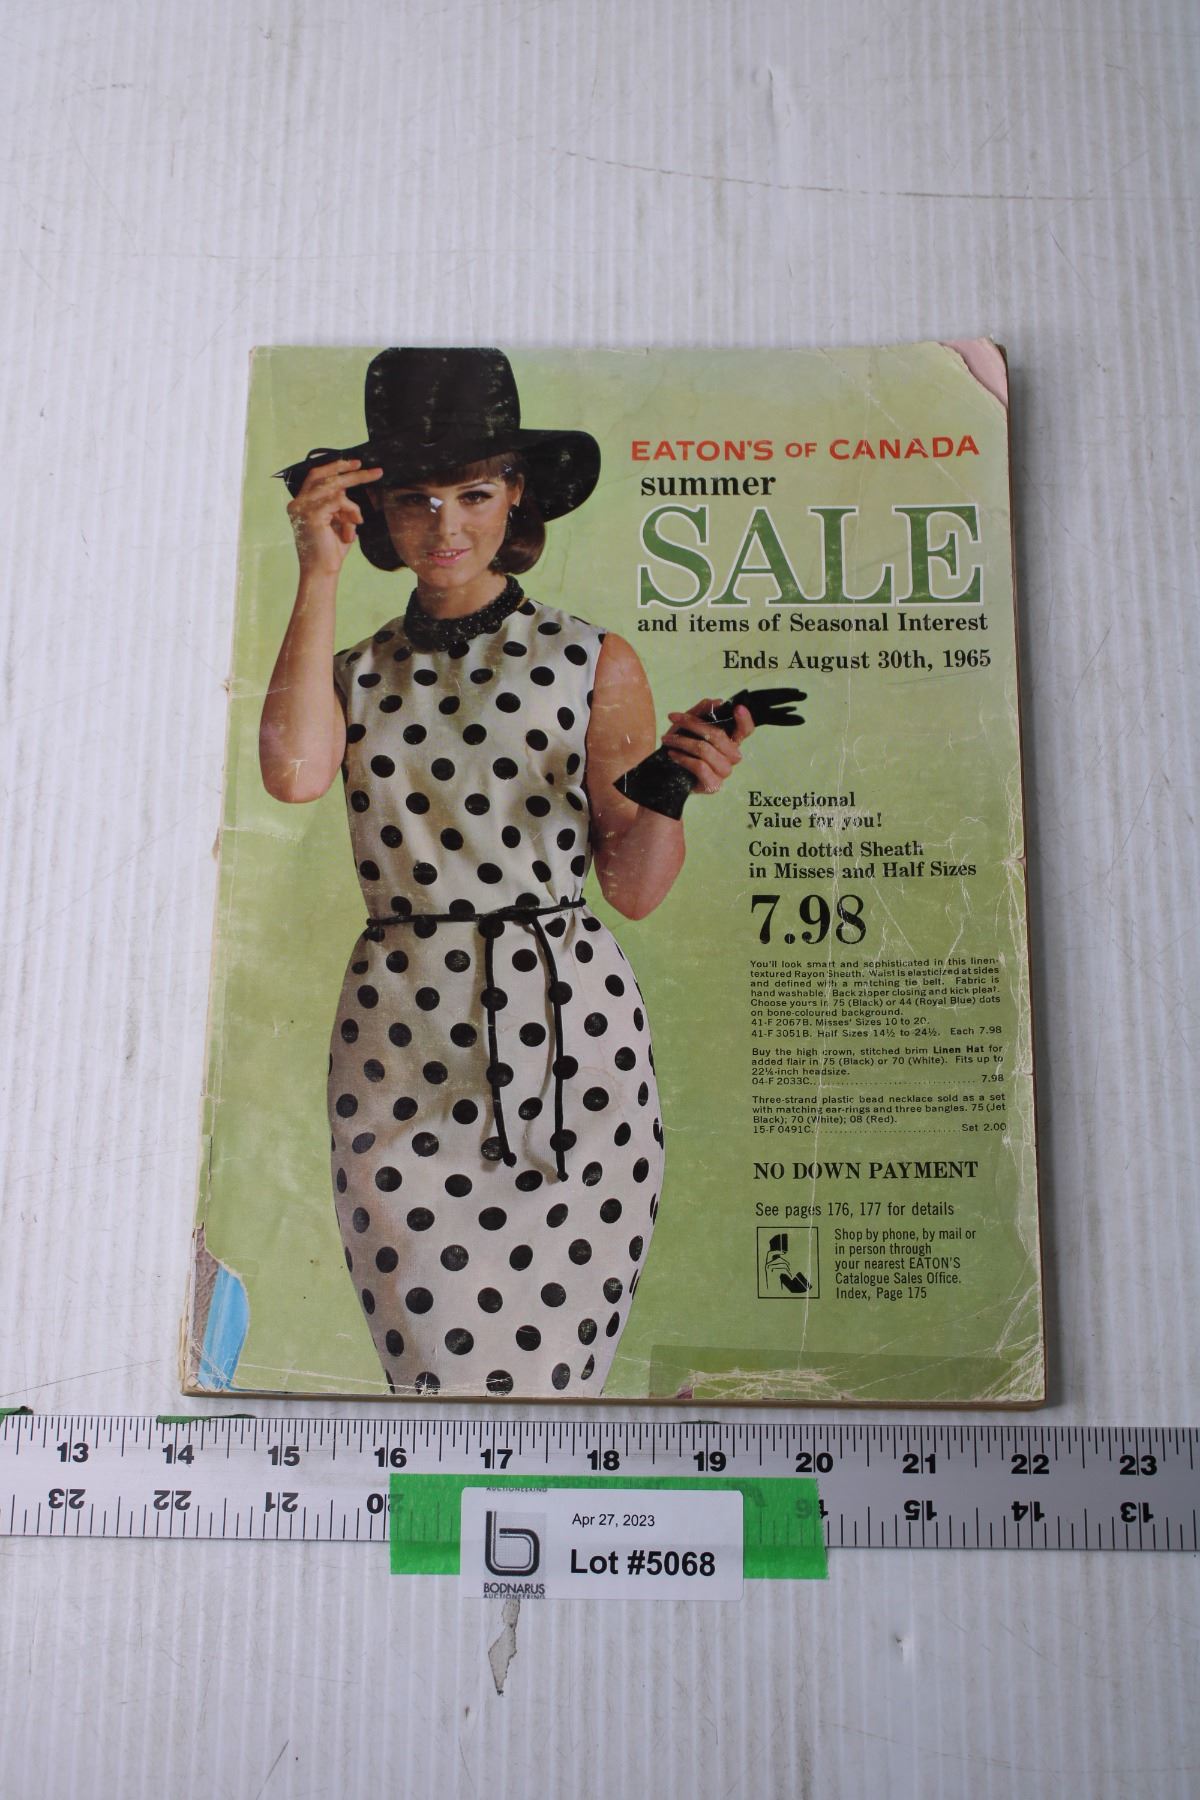 EATON'S OF CANADA
summer
SALE
and items of Seasonal Interest
Ends August 30th, 1965
Exceptional
Value for you!
Coin dotted Sheath
in Misses and Half Sizes
7.98
You'll look smart and sophisticated in this linen-
textured Rayon Sheath. Waist is elasticized at sides
and defined with a matching tie belt. Fabric is
hand washable. Back zipper closing and kick pleat.
Choose yours in 75 (Black) or 44 (Royal Blue) dots
on bone-coloured background.
41-F 2067B. Misses' Sizes 10 to 20.
41-F 3051B. Half Sizes 14½ to 24½. Each 7.98
Buy the high crown, stitched brim Linen Hat for
added flair in 75 (Black) or 70 (White). Fits up to
22¼-inch headsize.
04-F 2033C. 7.98
Three-strand plastic bead necklace sold as a set
with matching ear-rings and three bangles. 75 (Jet
Black); 70 (White); 08 (Red).
15-F 0491C. Set 2.00
NO DOWN PAYMENT
See pages 176, 177 for details
Shop by phone, by mail or
in person through
your nearest EATON'S
Catalogue Sales Office.
Index, Page 175
13 14 15 16 17 18 19 20 21 22 23
23 22 21 20 16 15 14 13
AUCTIONEERING
Apr 27, 2023
Lot #5068
BODNARUS
AUCTIONEERING